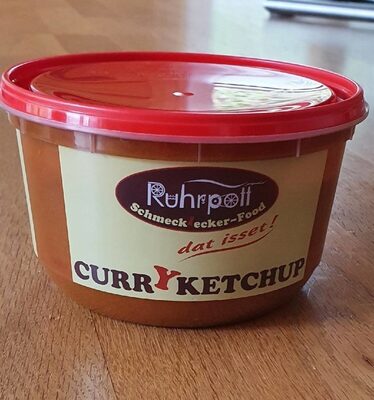 Ruhrpott
Schmecklecker-Food
dat isset!
CURRYKETCHUP